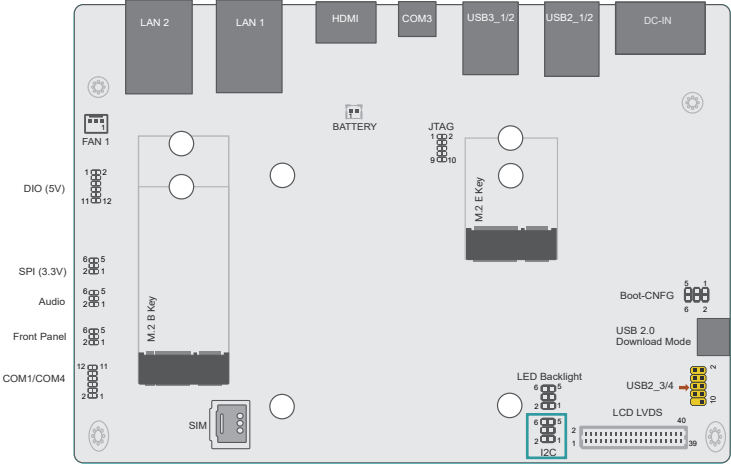 LAN 2
LAN 1
HDMI
COM3
USB3_1/2
USB2_1/2
DC-IN
1
FAN 1
1
BATTERY
JTAG
1 2
9 10
DIO (5V)
1 2
11 12
M.2 E Key
SPI (3.3V)
6 5
2 1
Audio
6 5
2 1
Front Panel
6 5
2 1
COM1/COM4
12 11
2 1
M.2 B Key
Boot-CNFG
5 1
6 2
USB 2.0
Download Mode
LED Backlight
6 5
2 1
USB2_3/4
2
10
SIM
6 5
2 1
I2C
LCD LVDS
2 40
1 39